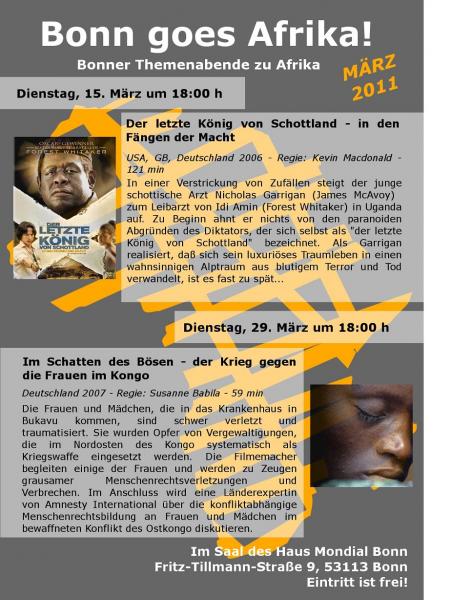 Bonn goes Afrika!
Bonner Themenabende zu Afrika
MÄRZ
2011
Dienstag, 15. März um 18:00 h
Der letzte König von Schottland - in den
Fängen der Macht
USA, GB, Deutschland 2006 - Regie: Kevin Macdonald -
121 min
In einer Verstrickung von Zufällen steigt der junge
schottische Arzt Nicholas Garrigan (James McAvoy)
zum Leibarzt von Idi Amin (Forest Whitaker) in Uganda
auf. Zu Beginn ahnt er nichts von den paranoiden
Abgründen des Diktators, der sich selbst als "der letzte
König von Schottland" bezeichnet. Als Garrigan
realisiert, daß sich sein luxuriöses Traumleben in einen
wahnsinnigen Alptraum aus blutigem Terror und Tod
verwandelt, ist es fast zu spät...
FOREST WHITAKER
DER
LETZTE
KÖNIG
VON SCHOTTLAND
Dienstag, 29. März um 18:00 h
Im Schatten des Bösen - der Krieg gegen
die Frauen im Kongo
Deutschland 2007 - Regie: Susanne Babila - 59 min
Die Frauen und Mädchen, die in das Krankenhaus in
Bukavu kommen, sind schwer verletzt und
traumatisiert. Sie wurden Opfer von Vergewaltigungen,
die im Nordosten des Kongo systematisch als
Kriegswaffe eingesetzt werden. Die Filmemacher
begleiten einige der Frauen und werden zu Zeugen
grausamer Menschenrechtsverletzungen und
Verbrechen. Im Anschluss wird eine Länderexpertin
von Amnesty International über die konfliktabhängige
Menschenrechtsbildung an Frauen und Mädchen im
bewaffneten Konflikt des Ostkongo diskutieren.
Im Saal des Haus Mondial Bonn
Fritz-Tillmann-Straße 9, 53113 Bonn
Eintritt ist frei!